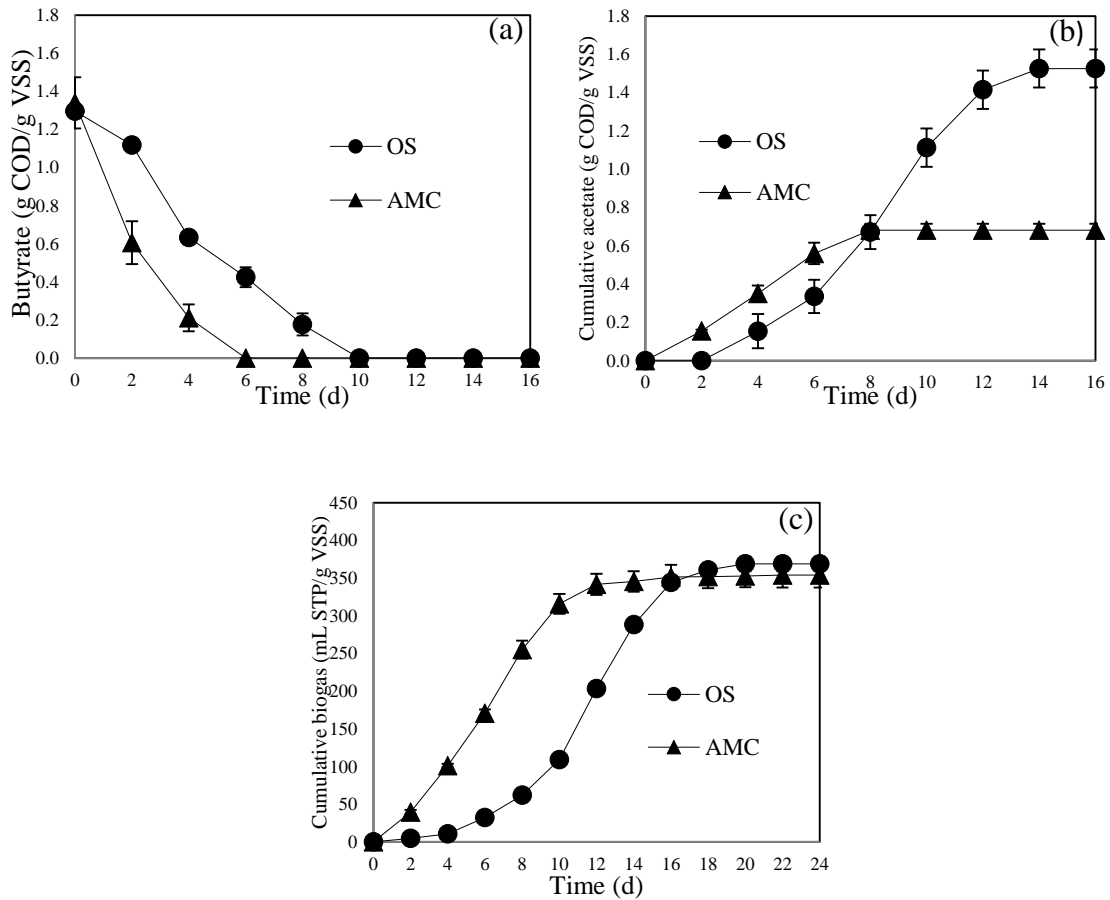 (a)
Butyrate (g COD/g VSS)
1.8
1.6
1.4
1.2
1.0
0.8
0.6
0.4
0.2
0.0
OS
AMC
0 2 4 6 8 10 12 14 16
Time (d)
(b)
Cumulative acetate (g COD/g VSS)
1.8
1.6
1.4
1.2
1.0
0.8
0.6
0.4
0.2
0.0
OS
AMC
0 2 4 6 8 10 12 14 16
Time (d)
(c)
Cumulative biogas (mL STP/g VSS)
450
400
350
300
250
200
150
100
50
0
OS
AMC
0 2 4 6 8 10 12 14 16 18 20 22 24
Time (d)